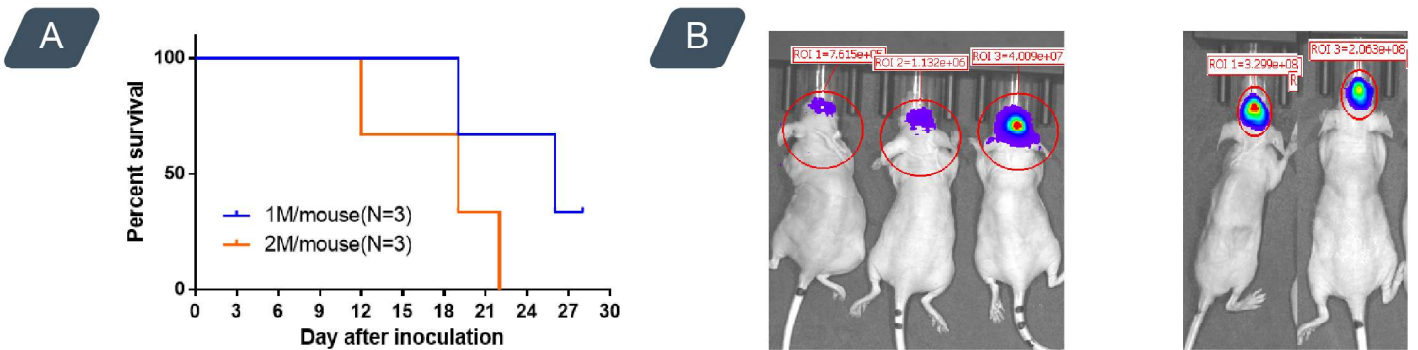 A
B
100
50
0
Percent survival
1M/mouse(N=3)
2M/mouse(N=3)
0 3 6 9 12 15 18 21 24 27 30
Day after inoculation
ROI 1=7.615e+05
ROI 2=1.132e+06
ROI 3=4.009e+07
ROI 1=3.299e+08
R
ROI 3=2.063e+08